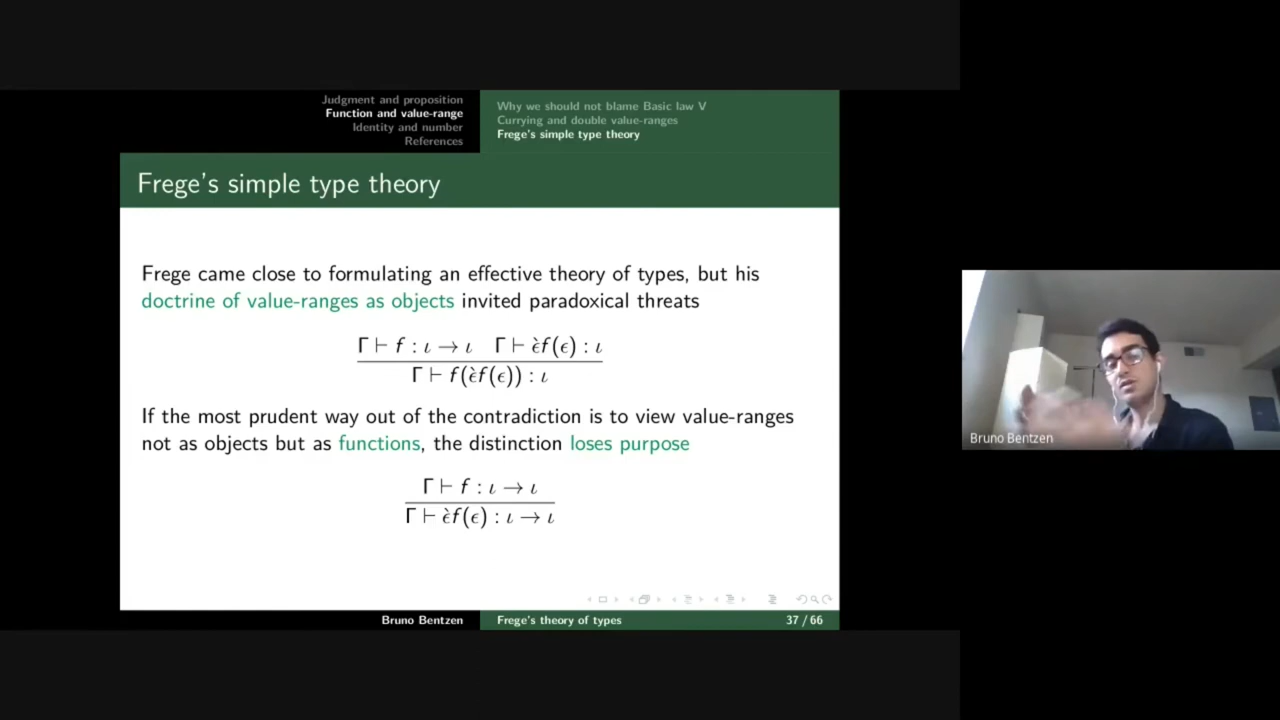 Judgment and proposition
Function and value-range
Identity and number
References
Why we should not blame Basic law V
Currying and double value-ranges
Frege's simple type theory
Frege's simple type theory
Frege came close to formulating an effective theory of types, but his
doctrine of value-ranges as objects invited paradoxical threats
Γ ⊢ f : ι → ι Γ ⊢ ἐf(ϵ) : ι
Γ ⊢ f(ἐf(ϵ)) : ι
If the most prudent way out of the contradiction is to view value-ranges
not as objects but as functions, the distinction loses purpose
Γ ⊢ f : ι → ι
Γ ⊢ ἐf(ϵ) : ι → ι
Bruno Bentzen
Frege's theory of types
37 / 66
Bruno Bentzen